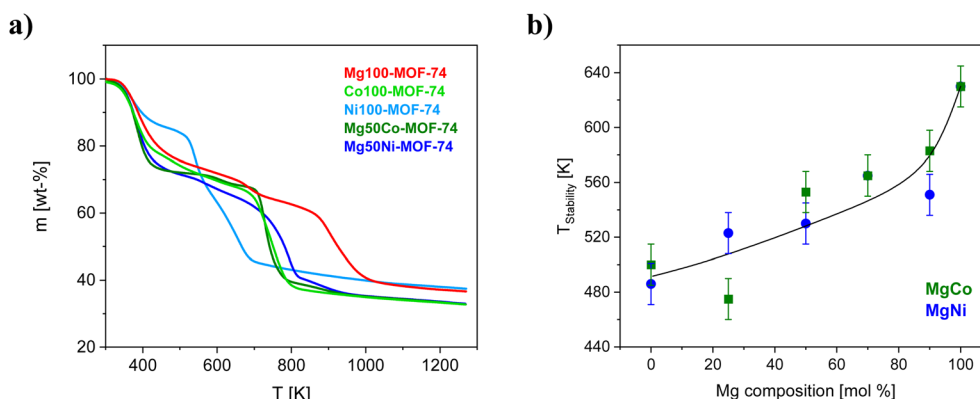 a)
100
80
60
40
20
m [wt-%]
400
600
800
1000
1200
T [K]
Mg100-MOF-74
Co100-MOF-74
Ni100-MOF-74
Mg50Co-MOF-74
Mg50Ni-MOF-74
b)
640
600
560
520
480
440
TStability [K]
0
20
40
60
80
100
Mg composition [mol %]
MgCo
MgNi